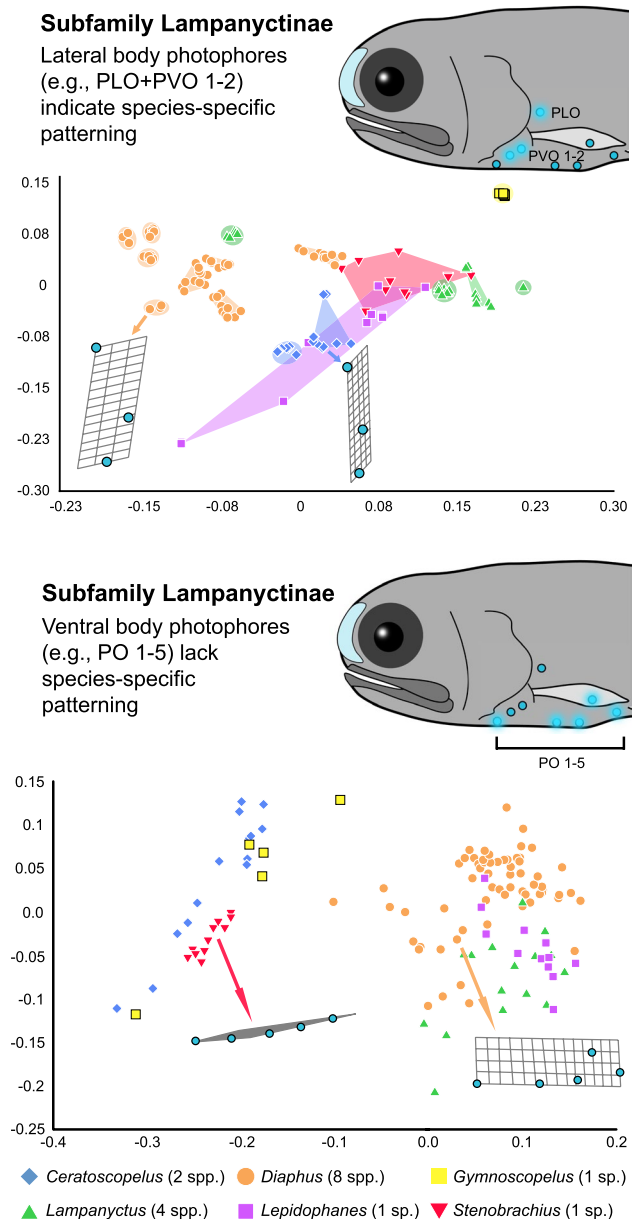 Subfamily Lampanyctinae
Lateral body photophores
(e.g., PLO+PVO 1-2)
indicate species-specific
patterning
PLO
PVO 1-2
0.15
0.08
0
-0.08
-0.15
-0.23
-0.30
-0.23 -0.15 -0.08 0 0.08 0.15 0.23 0.30
Subfamily Lampanyctinae
Ventral body photophores
(e.g., PO 1-5) lack
species-specific
patterning
PO 1-5
0.15
0.1
0.05
0.0
-0.05
-0.1
-0.15
-0.2
-0.25
-0.4 -0.3 -0.2 -0.1 0.0 0.1 0.2
Ceratoscopelus (2 spp.) Diaphus (8 spp.) Gymnoscopelus (1 sp.)
Lampanyctus (4 spp.) Lepidophanes (1 sp.) Stenobrachius (1 sp.)